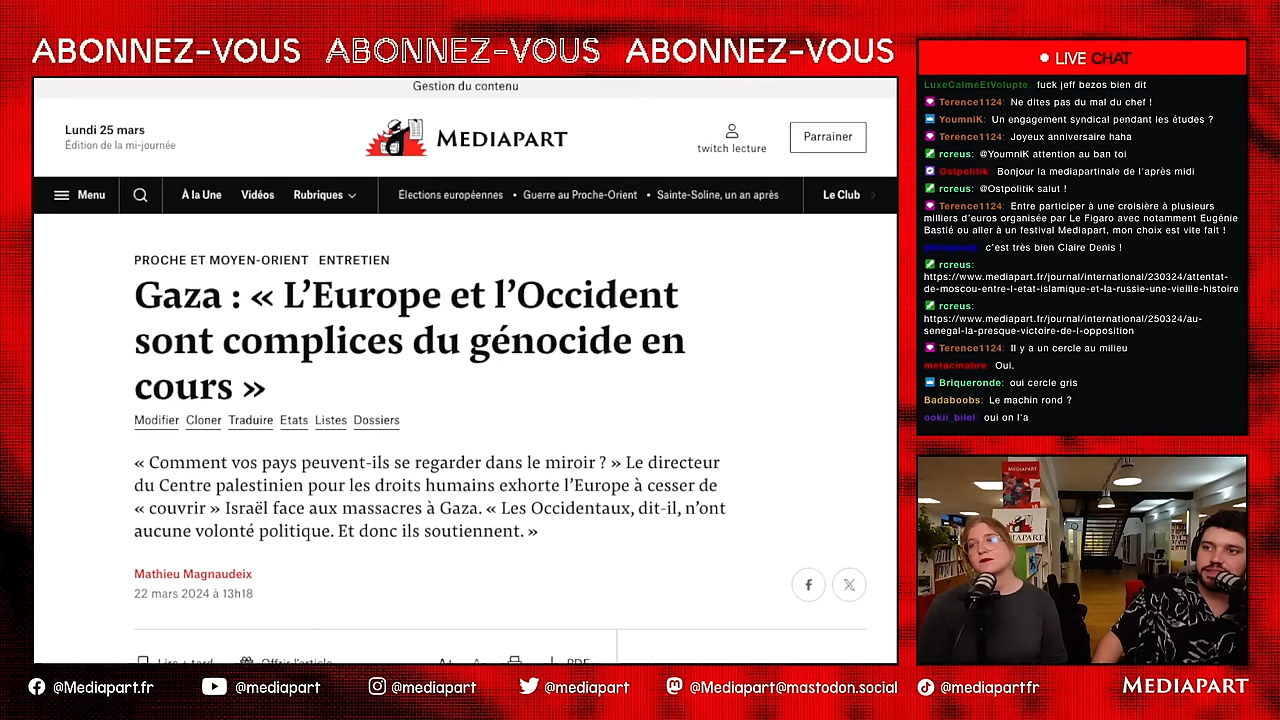 ABONNEZ-VOUS ABONNEZ-VOUS ABONNEZ-VOUS
Gestion du contenu
Lundi 25 mars
Édition de la mi-journée
MEDIAPART
twitch lecture
Parrainer
Menu
À la Une Vidéos Rubriques
Élections européennes • Guerre au Proche-Orient • Sainte-Soline, un an après
Le Club
PROCHE ET MOYEN-ORIENT ENTRETIEN
Gaza : « L’Europe et l’Occident
sont complices du génocide en
cours »
Modifier Cloner Traduire Etats Listes Dossiers
« Comment vos pays peuvent-ils se regarder dans le miroir ? » Le directeur
du Centre palestinien pour les droits humains exhorte l’Europe à cesser de
« couvrir » Israël face aux massacres à Gaza. « Les Occidentaux, dit-il, n’ont
aucune volonté politique. Et donc ils soutiennent. »
Mathieu Magnaudeix
22 mars 2024 à 13h18
Lire + tard Offrir l’article PDF
LIVE CHAT
LuxeCalmeEtVolupte: fuck jeff bezos bien dit
Terence1124: Ne dites pas du mal du chef !
YoumniK: Un engagement syndical pendant les études ?
Terence1124: Joyeux anniversaire haha
rcreus: @YoumniK attention au ban toi
Ostpolitik: Bonjour la mediapartinale de l'après midi
rcreus: @Ostpolitik salut !
Terence1124: Entre participer à une croisière à plusieurs
milliers d'euros organisée par Le Figaro avec notamment Eugénie
Bastié ou aller à un festival Mediapart, mon choix est vite fait !
c'est très bien Claire Denis !
rcreus:
https://www.mediapart.fr/journal/international/230324/attentat-
de-moscou-entre-l-etat-islamique-et-la-russie-une-vieille-histoire
rcreus:
https://www.mediapart.fr/journal/international/250324/au-
senegal-la-presque-victoire-de-l-opposition
Terence1124: Il y a un cercle au milieu
metacinabre: Oui.
Briqueronde: oui cercle gris
Badaboobs: Le machin rond ?
ookii_bilel: oui on l'a
MEDIAPART
MEDIAPART
@Mediapart.fr @mediapart @mediapart @mediapart @Mediapart@mastodon.social @mediapartfr MEDIAPART